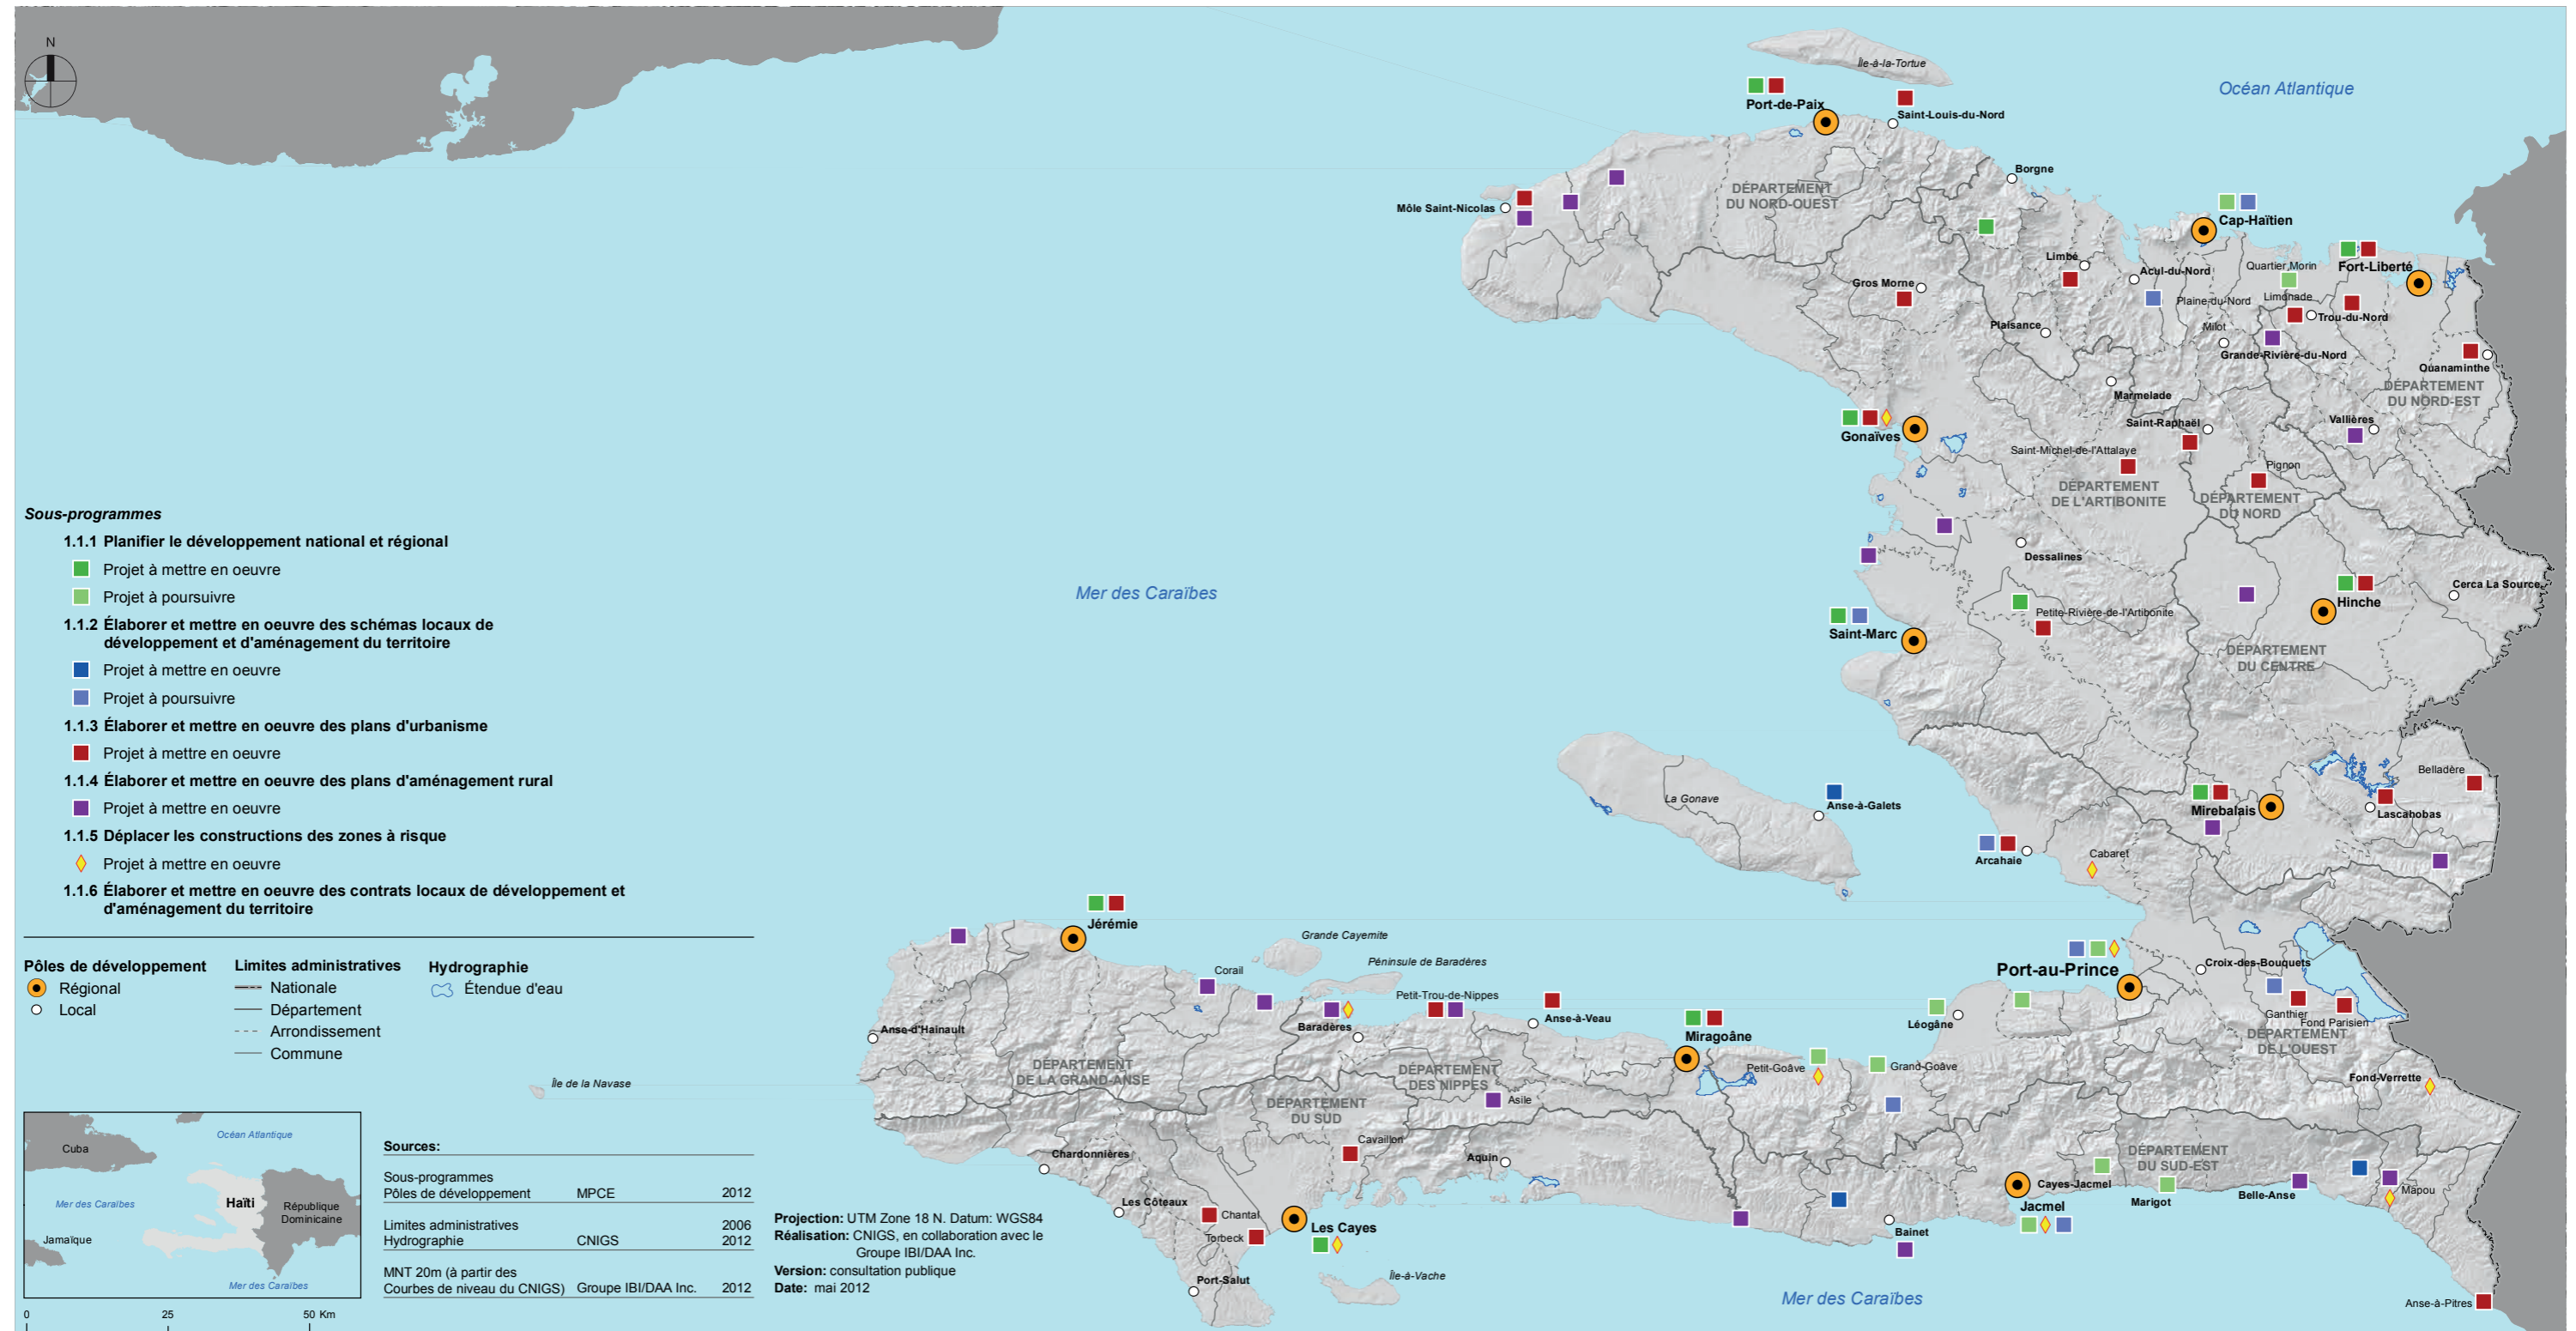 N
Île-à-la-Tortue
Océan Atlantique
Port-de-Paix
Saint-Louis-du-Nord
Borgne
DÉPARTEMENT
DU NORD-OUEST
Môle Saint-Nicolas
Cap-Haïtien
Limbé
Acul-du-Nord
Quartier Morin
Fort-Liberté
Gros Morne
Plaine-du-Nord
Limonade
Trou-du-Nord
Plaisance
Milot
Grande-Rivière-du-Nord
Ouanaminthe
DÉPARTEMENT
DU NORD-EST
Marmelade
Saint-Raphaël
Vallières
Gonaïves
Saint-Michel-de-l'Attalaye
Pignon
DÉPARTEMENT
DE L'ARTIBONITE
DÉPARTEMENT
DU NORD
Dessalines
Cerca La Source
Hinche
Petite-Rivière-de-l'Artibonite
Saint-Marc
DÉPARTEMENT
DU CENTRE
Mer des Caraïbes
Belladère
La Gonave
Anse-à-Galets
Mirebalais
Lascahobas
Arcahaie
Cabaret
Sous-programmes
1.1.1 Planifier le développement national et régional
Projet à mettre en oeuvre
Projet à poursuivre
1.1.2 Élaborer et mettre en oeuvre des schémas locaux de
développement et d'aménagement du territoire
Projet à mettre en oeuvre
Projet à poursuivre
1.1.3 Élaborer et mettre en oeuvre des plans d'urbanisme
Projet à mettre en oeuvre
1.1.4 Élaborer et mettre en oeuvre des plans d'aménagement rural
Projet à mettre en oeuvre
1.1.5 Déplacer les constructions des zones à risque
Projet à mettre en oeuvre
1.1.6 Élaborer et mettre en oeuvre des contrats locaux de développement et
d'aménagement du territoire
Jérémie
Grande Cayemite
Péninsule de Baradères
Corail
Petit-Trou-de-Nippes
Baradères
Anse-à-Veau
Anse-d'Hainault
Miragoâne
Léogâne
Port-au-Prince
Croix-des-Bouquets
Ganthier
Fond Parisien
DÉPARTEMENT
DE L'OUEST
DÉPARTEMENT
DE LA GRAND-ANSE
DÉPARTEMENT
DES NIPPES
Petit-Goâve
Grand-Goâve
Fond-Verrette
Île de la Navase
DÉPARTEMENT
DU SUD
Asile
Cavaillon
Aquin
Chardonnières
DÉPARTEMENT
DU SUD-EST
Les Côteaux
Chantal
Torbeck
Les Cayes
Cayes-Jacmel
Jacmel
Marigot
Belle-Anse
Mapou
Bainet
Port-Salut
Île-à-Vache
Mer des Caraïbes
Anse-à-Pitres
Pôles de développement
Régional
Local
Limites administratives
Nationale
Département
Arrondissement
Commune
Hydrographie
Étendue d'eau
Cuba
Océan Atlantique
Mer des Caraïbes
Haïti
République
Dominicaine
Jamaïque
Mer des Caraïbes
0 25 50 Km
Sources:
Sous-programmes
Pôles de développement MPCE 2012
Limites administratives 2006
Hydrographie CNIGS 2012
MNT 20m (à partir des
Courbes de niveau du CNIGS) Groupe IBI/DAA Inc. 2012
Projection: UTM Zone 18 N. Datum: WGS84
Réalisation: CNIGS, en collaboration avec le
Groupe IBI/DAA Inc.
Version: consultation publique
Date: mai 2012